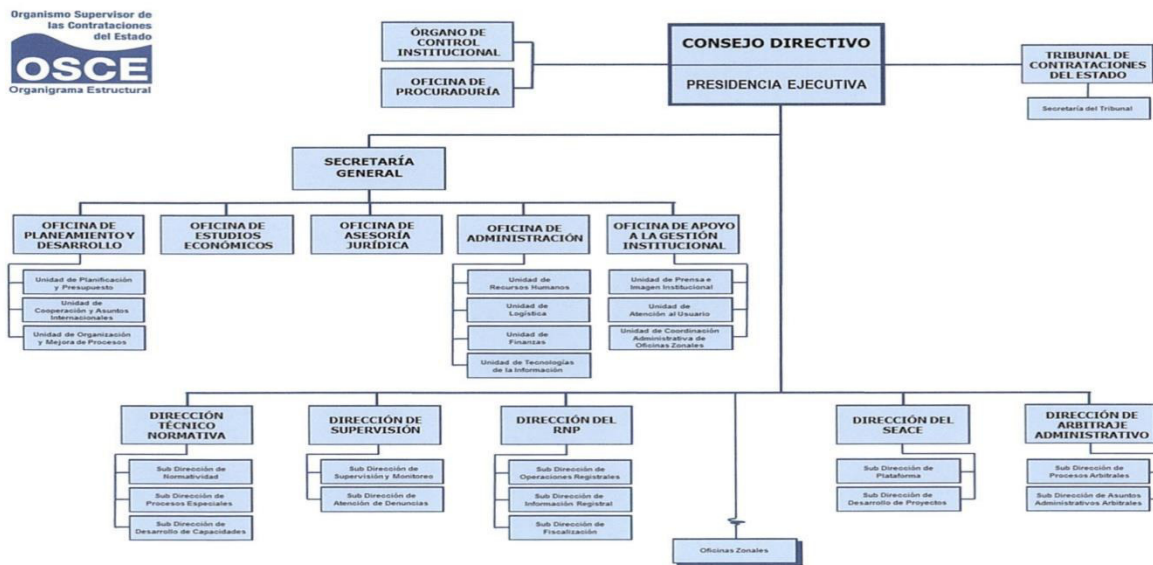 Organismo Supervisor de
las Contrataciones
del Estado
OSCE
Organigrama Estructural
ÓRGANO DE
CONTROL
INSTITUCIONAL
OFICINA DE
PROCURADURÍA
CONSEJO DIRECTIVO
PRESIDENCIA EJECUTIVA
TRIBUNAL DE
CONTRATACIONES
DEL ESTADO
Secretaría del Tribunal
SECRETARÍA
GENERAL
OFICINA DE
PLANEAMIENTO Y
DESARROLLO
Unidad de Planificación
y Presupuesto
Unidad de
Cooperación y Asuntos
Internacionales
Unidad de Organización
y Mejora de Procesos
OFICINA DE
ESTUDIOS
ECONÓMICOS
OFICINA DE
ASESORÍA
JURÍDICA
OFICINA DE
ADMINISTRACIÓN
Unidad de
Recursos Humanos
Unidad de
Logística
Unidad de
Finanzas
Unidad de Tecnologías
de la Información
OFICINA DE APOYO
A LA GESTIÓN
INSTITUCIONAL
Unidad de Prensa e
Imagen Institucional
Unidad de
Atención al Usuario
Unidad de Coordinación
Administrativa de
Oficinas Zonales
DIRECCIÓN
TÉCNICO
NORMATIVA
Sub Dirección de
Normatividad
Sub Dirección de
Procesos Especiales
Sub Dirección de
Desarrollo de Capacidades
DIRECCIÓN DE
SUPERVISIÓN
Sub Dirección de
Supervisión y Monitoreo
Sub Dirección de
Atención de Denuncias
DIRECCIÓN DEL
RNP
Sub Dirección de
Operaciones Registrales
Sub Dirección de
Información Registral
Sub Dirección de
Fiscalización
Oficinas Zonales
DIRECCIÓN DEL
SEACE
Sub Dirección de
Plataforma
Sub Dirección de
Desarrollo de Proyectos
DIRECCIÓN DE
ARBITRAJE
ADMINISTRATIVO
Sub Dirección de
Procesos Arbitrales
Sub Dirección de Asuntos
Administrativos Arbitrales